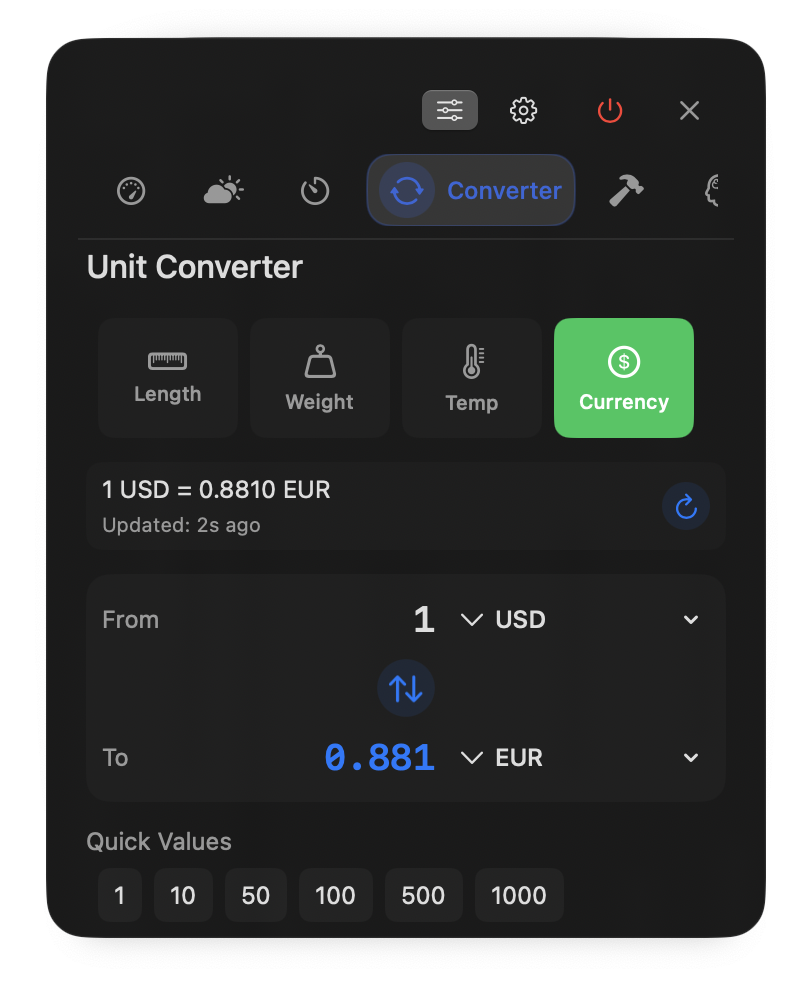 Converter
Unit Converter
Length
Weight
Temp
$
Currency
1 USD = 0.8810 EUR
Updated: 2s ago
From
1
USD
To
0.881
EUR
Quick Values
1
10
50
100
500
1000